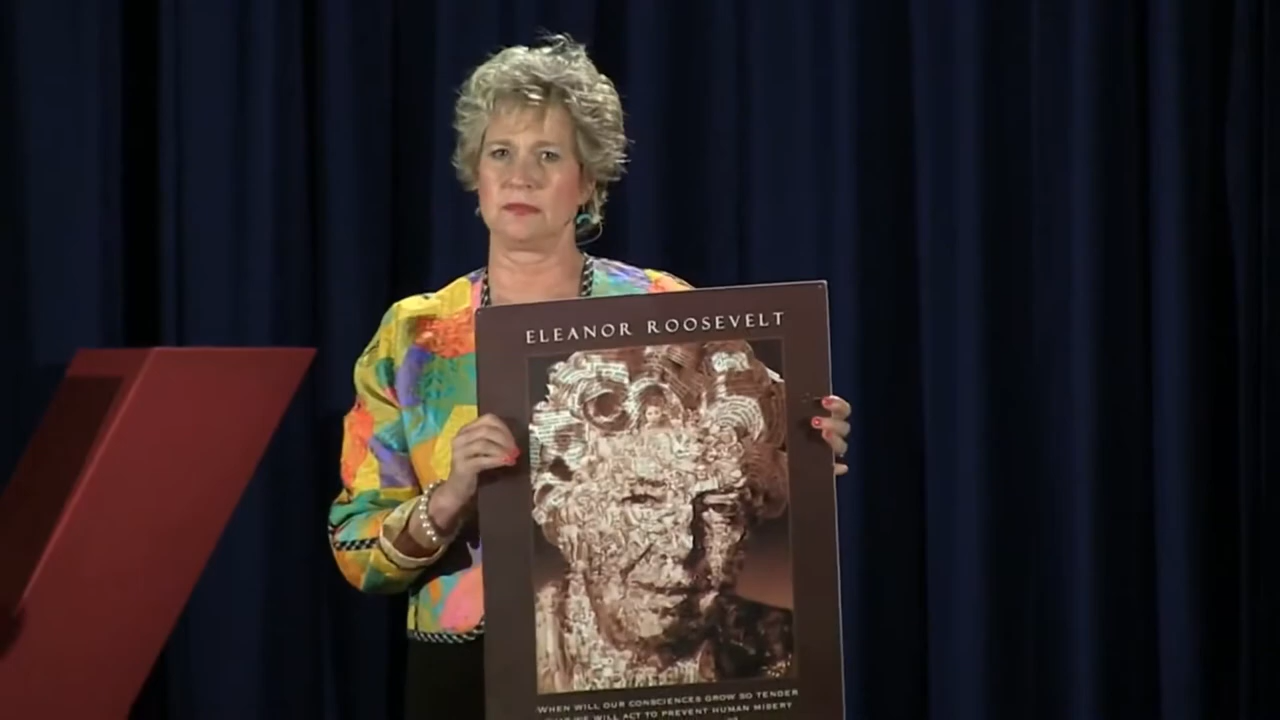 ELEANOR ROOSEVELT
WHEN WILL OUR CONSCIENCES GROW SO TENDER
WE WILL ACT TO PREVENT HUMAN MISERY